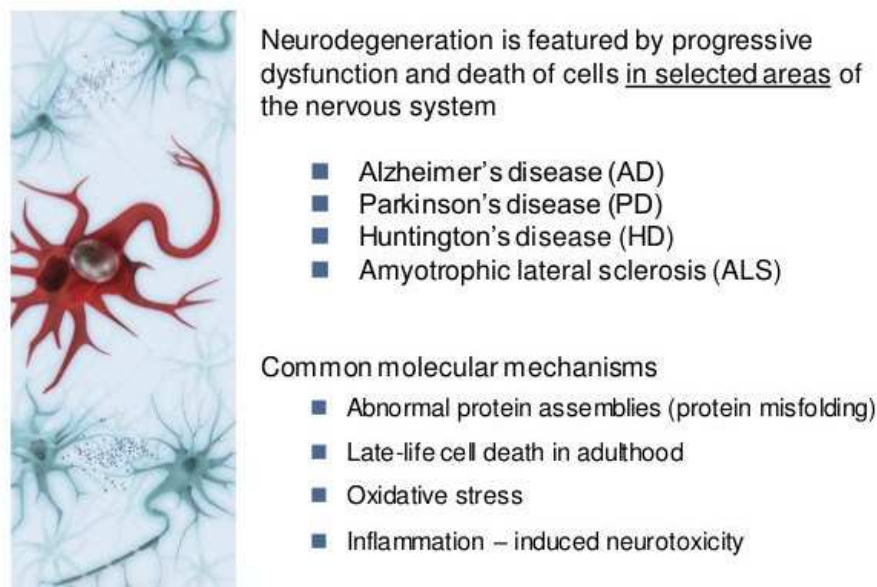 Neurodegeneration is featured by progressive
dysfunction and death of cells in selected areas of
the nervous system
Alzheimer's disease (AD)
Parkinson's disease (PD)
Huntington's disease (HD)
Amyotrophic lateral sclerosis (ALS)
Common molecular mechanisms
Abnormal protein assemblies (protein misfolding)
Late-life cell death in adulthood
Oxidative stress
Inflammation – induced neurotoxicity